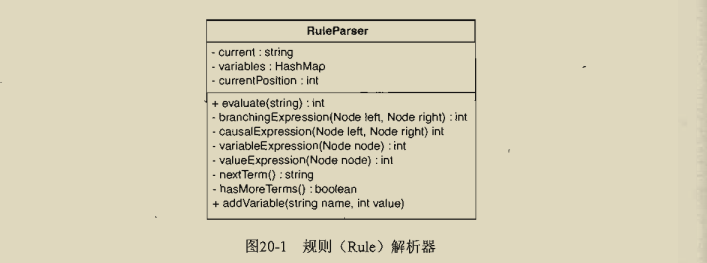 RuleParser
- current : string
- variables : HashMap
- currentPosition : int
+ evaluate(string) : int
- branchingExpression(Node left, Node right) : int
- causalExpression(Node left, Node right) int
- variableExpression(Node node) : int
- valueExpression(Node node) : int
- nextTerm() : string
- hasMoreTerms() : boolean
+ addVariable(string name, int value)
图20-1 规则（Rule）解析器